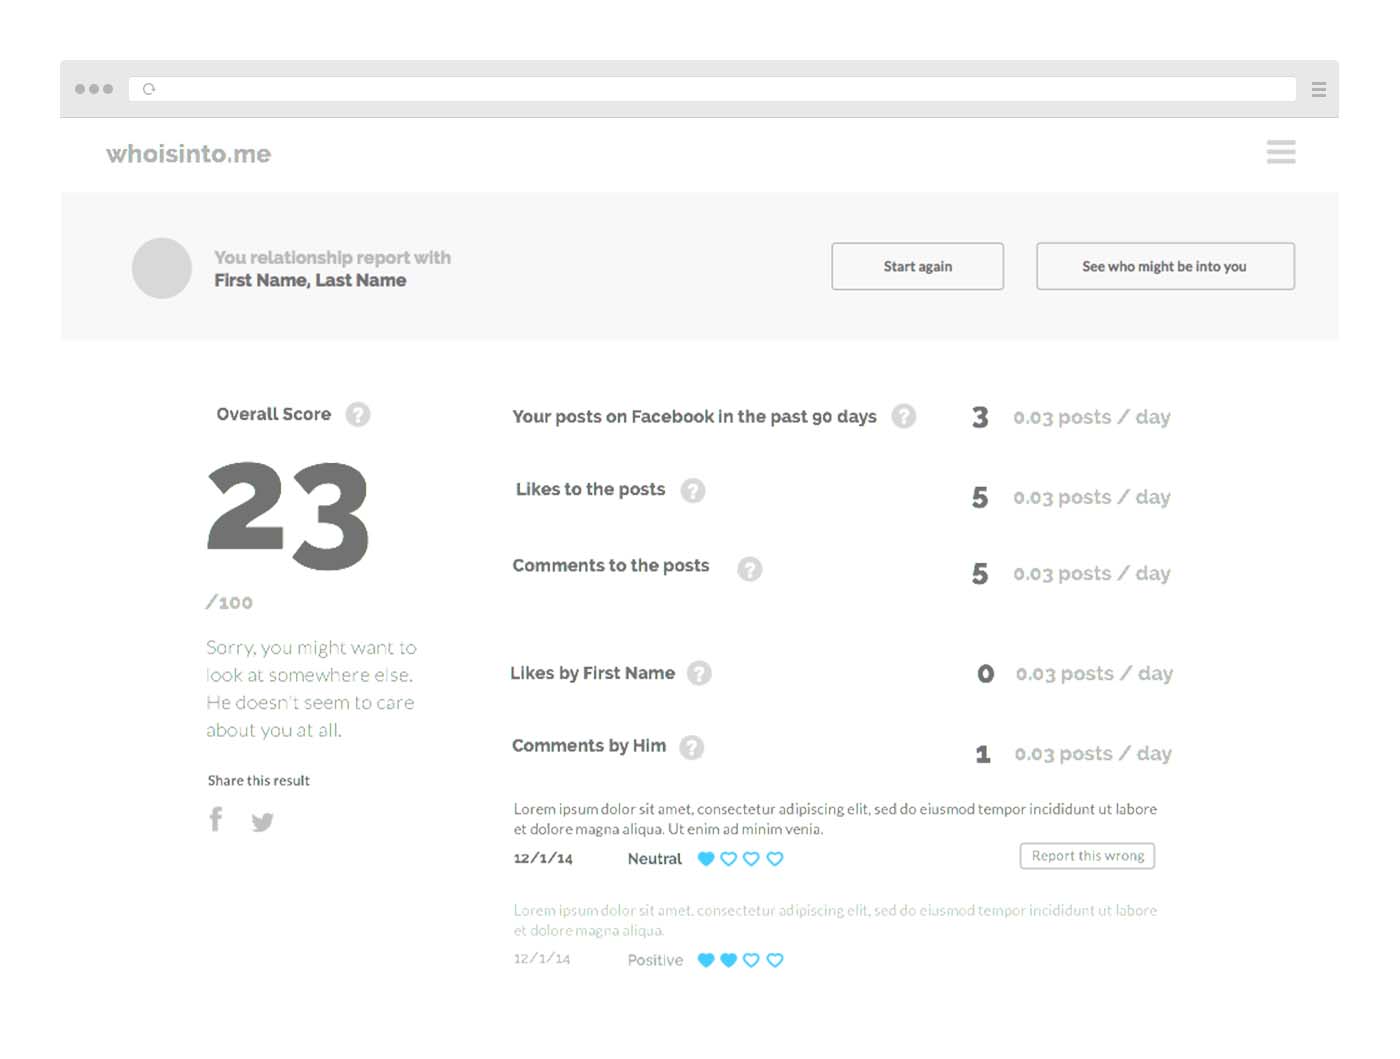 whoisinto.me
You relationship report with
First Name, Last Name
Start again
See who might be into you
Overall Score ?
23
/100
Sorry, you might want to
look at somewhere else.
He doesn't seem to care
about you at all.
Share this result
Your posts on Facebook in the past 90 days ? 3 0.03 posts / day
Likes to the posts ? 5 0.03 posts / day
Comments to the posts ? 5 0.03 posts / day
Likes by First Name ? 0 0.03 posts / day
Comments by Him ? 1 0.03 posts / day
Lorem ipsum dolor sit amet, consectetur adipiscing elit, sed do eiusmod tempor incididunt ut labore
et dolore magna aliqua. Ut enim ad minim venia.
12/1/14 Neutral Report this wrong
Lorem ipsum dolor sit amet, consectetur adipiscing elit, sed do eiusmod tempor incididunt ut labore
et dolore magna aliqua.
12/1/14 Positive